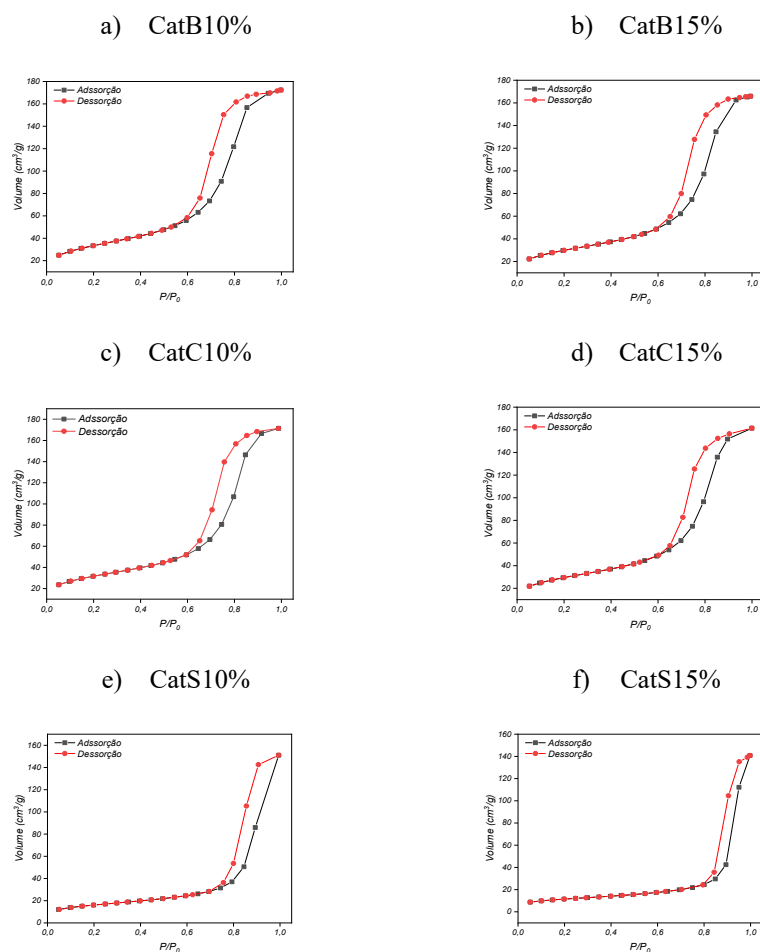 a) CatB10%
b) CatB15%
180
160
140
120
100
80
60
40
20
Volume (cm³/g)
Adssorção
Dessorção
0,0 0,2 0,4 0,6 0,8 1,0
P/P₀
180
160
140
120
100
80
60
40
20
Volume (cm³/g)
Adssorção
Dessorção
0,0 0,2 0,4 0,6 0,8 1,0
P/P₀
c) CatC10%
d) CatC15%
180
160
140
120
100
80
60
40
20
Volume (cm³/g)
Adssorção
Dessorção
0,0 0,2 0,4 0,6 0,8 1,0
P/P₀
180
160
140
120
100
80
60
40
20
Volume (cm³/g)
Adssorção
Dessorção
0,0 0,2 0,4 0,6 0,8 1,0
P/P₀
e) CatS10%
f) CatS15%
160
140
120
100
80
60
40
20
0
Volume (cm³/g)
Adssorção
Dessorção
0,0 0,2 0,4 0,6 0,8 1,0
P/P₀
160
140
120
100
80
60
40
20
0
Volume (cm³/g)
Adssorção
Dessorção
0,0 0,2 0,4 0,6 0,8 1,0
P/P₀